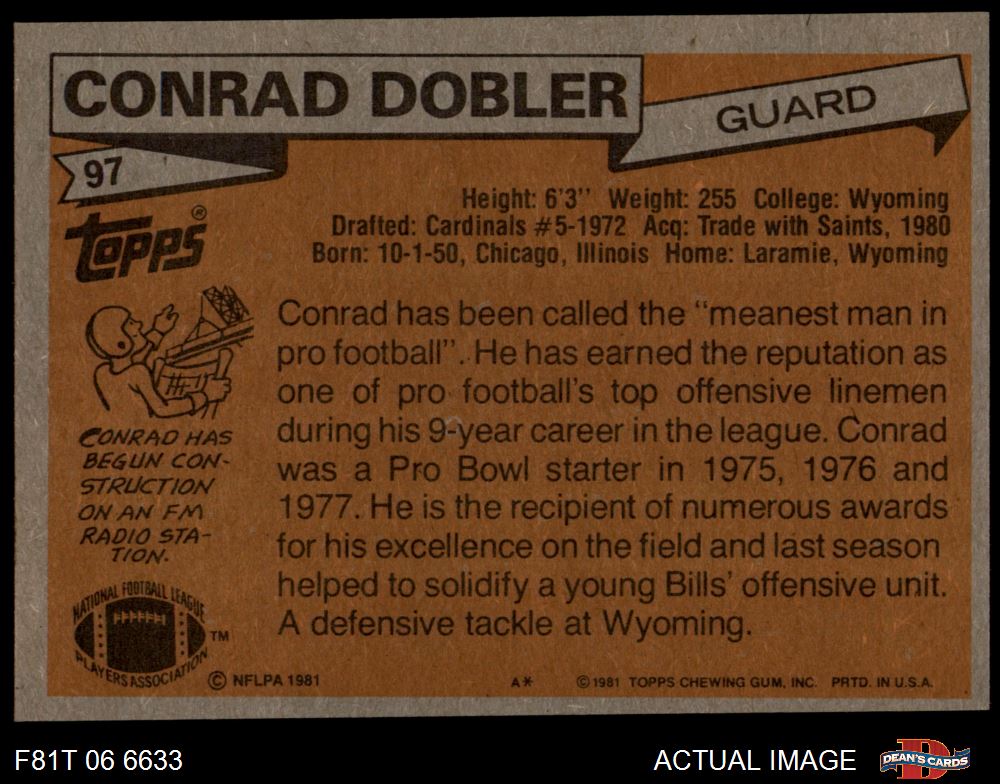 CONRAD DOBLER
GUARD
97
TOPPS®
Height: 6'3'' Weight: 255 College: Wyoming
Drafted: Cardinals #5-1972 Acq: Trade with Saints, 1980
Born: 10-1-50, Chicago, Illinois Home: Laramie, Wyoming
Conrad has been called the “meanest man in
pro football”. He has earned the reputation as
one of pro football's top offensive linemen
during his 9-year career in the league. Conrad
was a Pro Bowl starter in 1975, 1976 and
1977. He is the recipient of numerous awards
for his excellence on the field and last season
helped to solidify a young Bills' offensive unit.
A defensive tackle at Wyoming.
CONRAD HAS
BEGUN CON-
STRUCTION
ON AN FM
RADIO STA-
TION.
NATIONAL FOOTBALL LEAGUE
PLAYERS ASSOCIATION
TM
© NFLPA 1981
A*
© 1981 TOPPS CHEWING GUM, INC. PRTD. IN U.S.A.
F81T 06 6633
ACTUAL IMAGE
D
DEAN'S CARDS